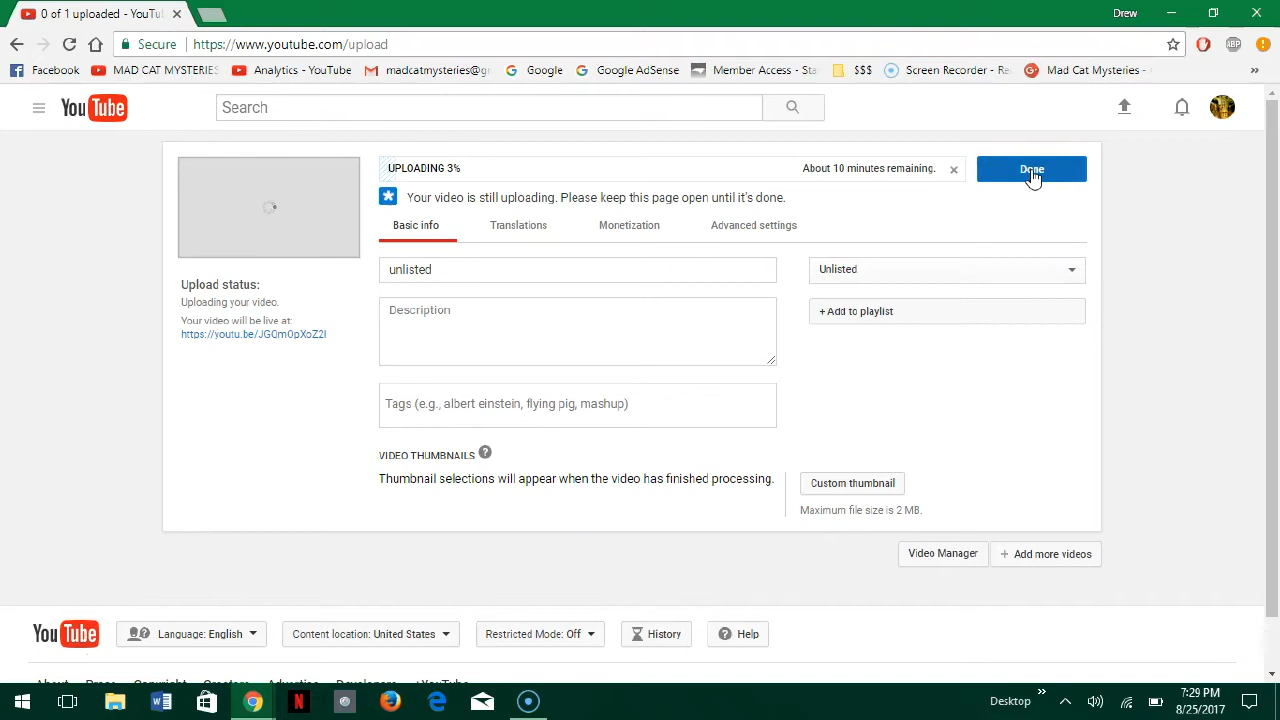 0 of 1 uploaded - YouTu
Drew
Secure
https://www.youtube.com/upload
ABP
Facebook
MAD CAT MYSTERIES
Analytics - YouTube
madcatmysteries@g
Google
Google AdSense
Member Access - Sta
$$$
Screen Recorder - Re
Mad Cat Mysteries -
YouTube
Search
UPLOADING 3%
About 10 minutes remaining.
Done
Your video is still uploading. Please keep this page open until it's done.
Basic info
Translations
Monetization
Advanced settings
unlisted
Unlisted
Description
+ Add to playlist
Upload status:
Uploading your video.
Your video will be live at:
Tags (e.g., albert einstein, flying pig, mashup)
VIDEO THUMBNAILS ?
Thumbnail selections will appear when the video has finished processing.
Custom thumbnail
Maximum file size is 2 MB.
Video Manager
+ Add more videos
YouTube
Language: English
Content location: United States
Restricted Mode: Off
History
Help
Desktop
7:29 PM
8/25/2017